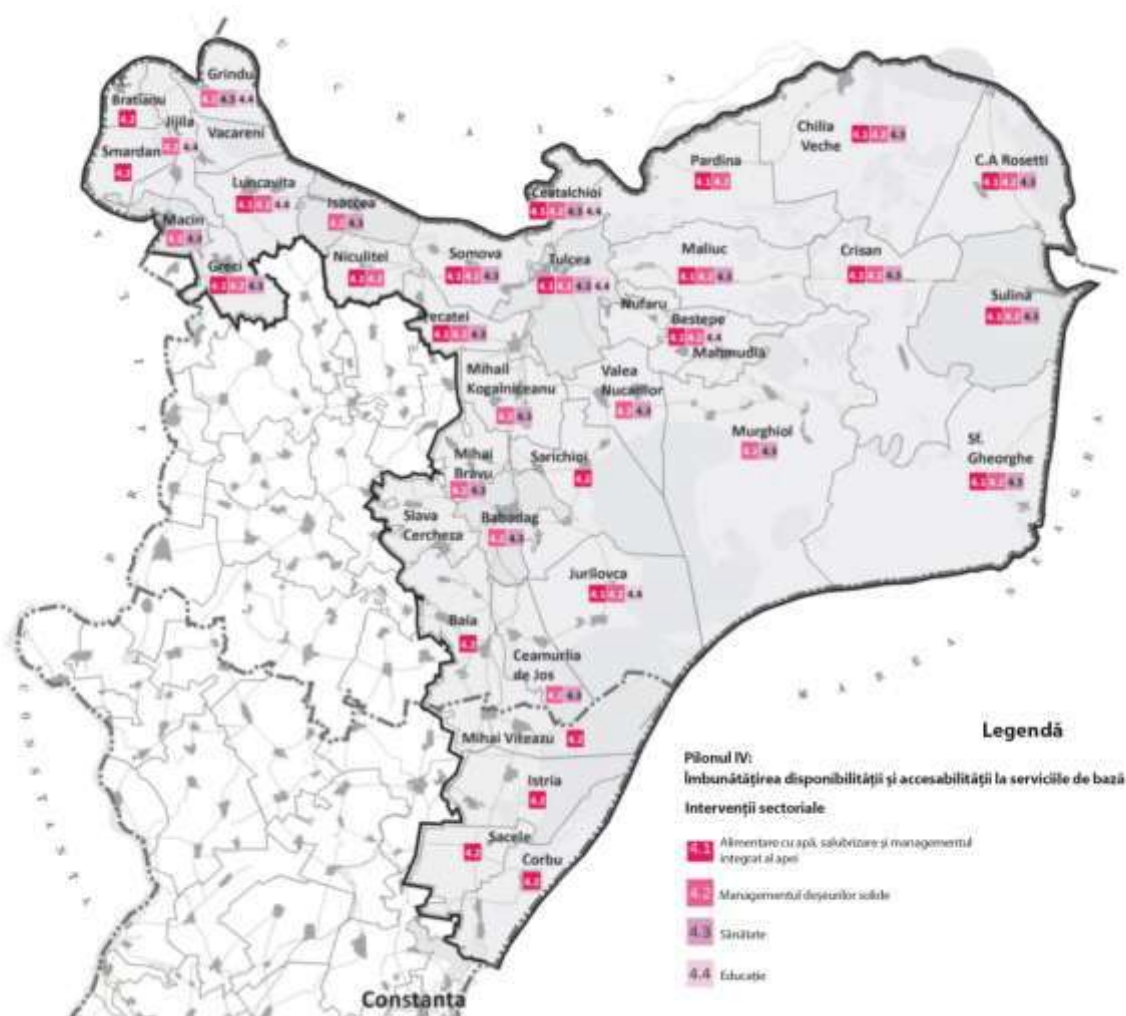 UCRAINA
Grindu
4.2 4.3 4.4
Bratianu
4.2
Jijila
4.2 4.4
Vacareni
Smardan
4.2
Luncavita
4.1 4.2 4.4
Isaccea
4.2 4.3
Macin
4.2 4.3
Greci
4.1 4.2 4.3
Niculitel
4.2 4.2
Somova
4.1 4.2 4.3
Ceatalchioi
4.1 4.2 4.3 4.4
Tulcea
4.1 4.2 4.3 4.4
Pardina
4.1 4.2
Chilia
Veche
4.1 4.2 4.3
C.A Rosetti
4.1 4.2 4.3
Maliuc
4.1 4.2 4.3
Crisan
4.1 4.2 4.3
Sulina
4.1 4.2 4.3
Nufaru
Bestepe
4.1 4.2 4.4
Mahmudia
recatei
4.1 4.2 4.3
Mihail
Kogalniceanu
4.2 4.3
Valea
Nucarilor
4.2 4.3
Murghiol
4.2 4.3
Sf.
Gheorghe
4.1 4.2 4.3
Mihai
Bravu
4.2 4.3
Sarichioi
4.2
Slava
Cercheza
Babadag
4.2 4.3
Jurilovca
4.1 4.2 4.4
Baia
4.2
Ceamurlia
de Jos
4.2 4.3
Mihai Viteazu 4.2
Istria
4.2
Sacele
4.2
Corbu
4.2
Constanta
MAREA
NEAGRA
CONSTANTA
Legendă
Pilonul IV:
Îmbunătățirea disponibilității și accesabilității la serviciile de bază
Intervenții sectoriale
4.1 Alimentare cu apă, salubrizare și managementul
integrat al apei
4.2 Managementul deșeurilor solide
4.3 Sănătate
4.4 Educație